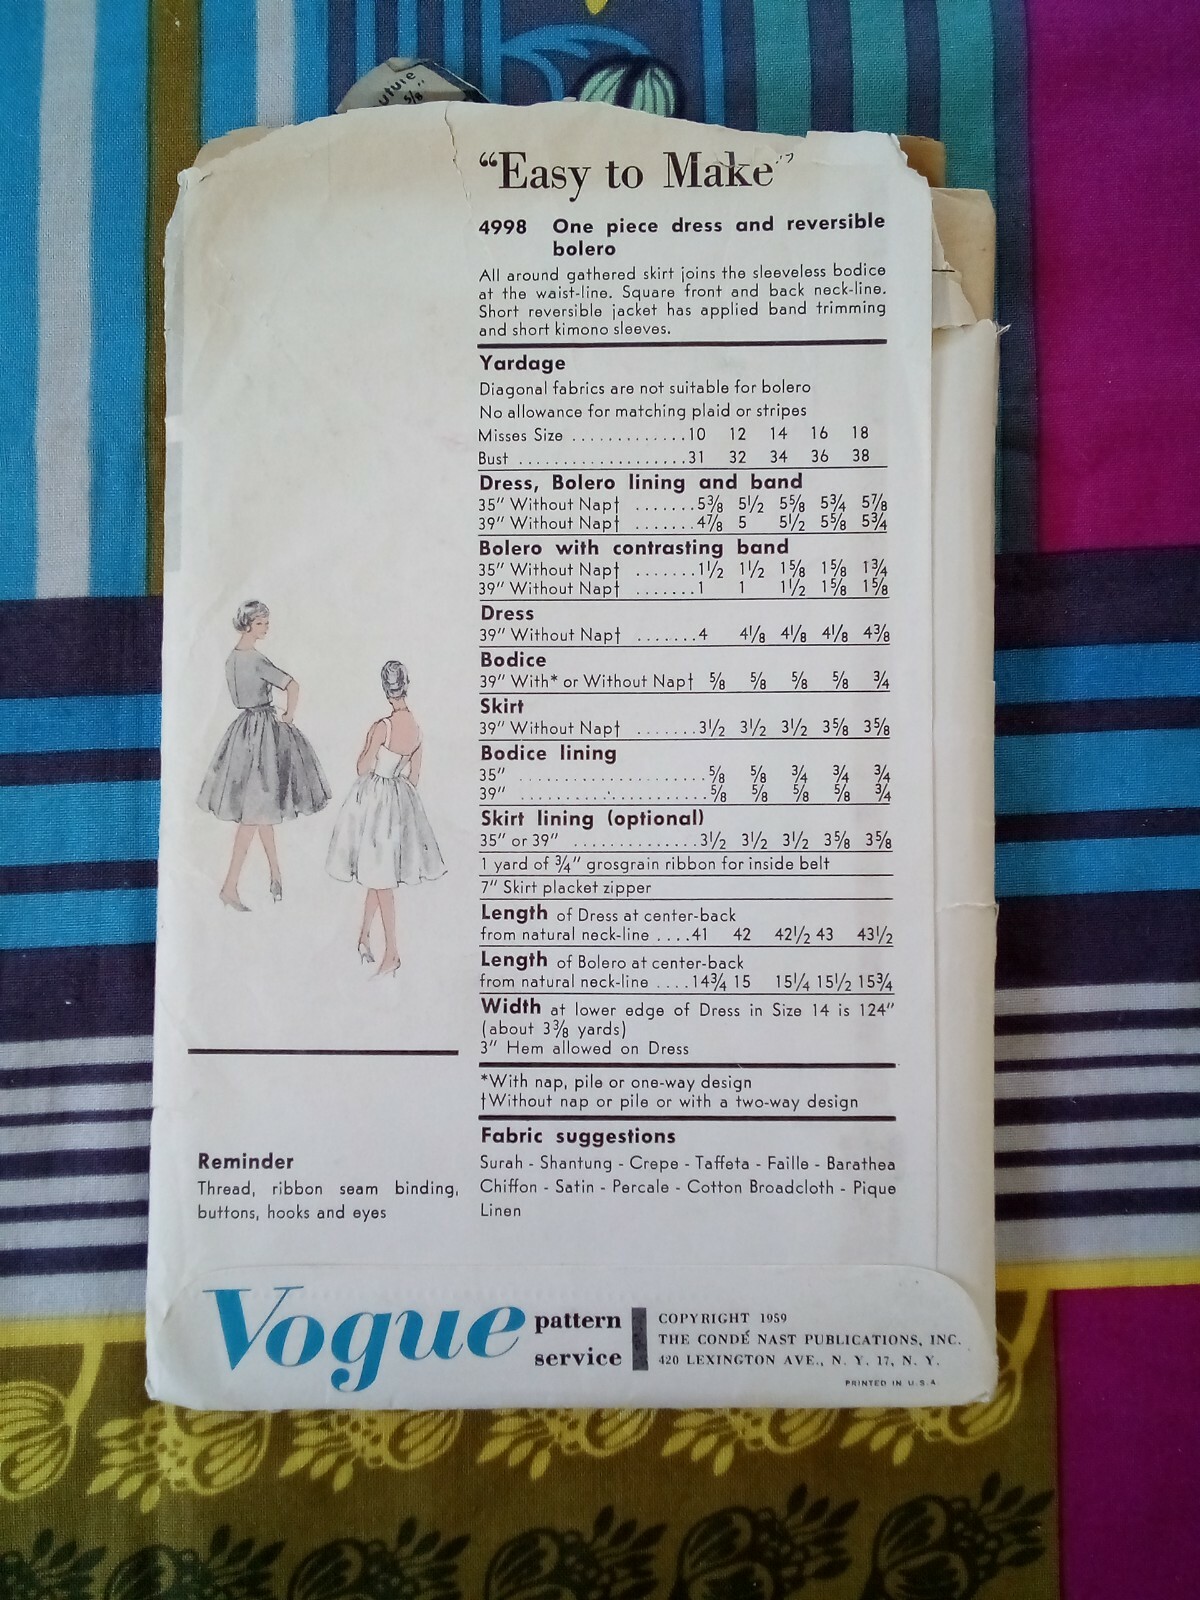 uture
5/8"
"Easy to Make"
4998 One piece dress and reversible
bolero
All around gathered skirt joins the sleeveless bodice
at the waist-line. Square front and back neck-line.
Short reversible jacket has applied band trimming
and short kimono sleeves.
Yardage
Diagonal fabrics are not suitable for bolero
No allowance for matching plaid or stripes
Misses Size .............10 12 14 16 18
Bust ...................31 32 34 36 38
Dress, Bolero lining and band
35" Without Nap† .......5⅜ 5½ 5⅝ 5¾ 5⅞
39" Without Nap† .......4⅞ 5 5½ 5⅝ 5¾
Bolero with contrasting band
35" Without Nap† .......1½ 1½ 1⅝ 1⅝ 1¾
39" Without Nap† .......1 1 1½ 1⅝ 1⅝
Dress
39" Without Nap† .......4 4⅛ 4⅛ 4⅛ 4⅜
Bodice
39" With* or Without Nap† ⅝ ⅝ ⅝ ⅝ ¾
Skirt
39" Without Nap† .......3½ 3½ 3½ 3⅝ 3⅝
Bodice lining
35" .....................⅝ ⅝ ¾ ¾ ¾
39" .....................⅝ ⅝ ⅝ ⅝ ¾
Skirt lining (optional)
35" or 39" ..............3½ 3½ 3½ 3⅝ 3⅝
1 yard of ¾" grosgrain ribbon for inside belt
7" Skirt placket zipper
Length of Dress at center-back
from natural neck-line ....41 42 42½ 43 43½
Length of Bolero at center-back
from natural neck-line ....14¾ 15 15¼ 15½ 15¾
Width at lower edge of Dress in Size 14 is 124"
(about 3⅜ yards)
3" Hem allowed on Dress
*With nap, pile or one-way design
†Without nap or pile or with a two-way design
Fabric suggestions
Surah - Shantung - Crepe - Taffeta - Faille - Barathea
Chiffon - Satin - Percale - Cotton Broadcloth - Pique
Linen
Reminder
Thread, ribbon seam binding,
buttons, hooks and eyes
Vogue pattern service
COPYRIGHT 1959
THE CONDÉ NAST PUBLICATIONS, INC.
420 LEXINGTON AVE., N. Y. 17, N. Y.
PRINTED IN U.S.A.